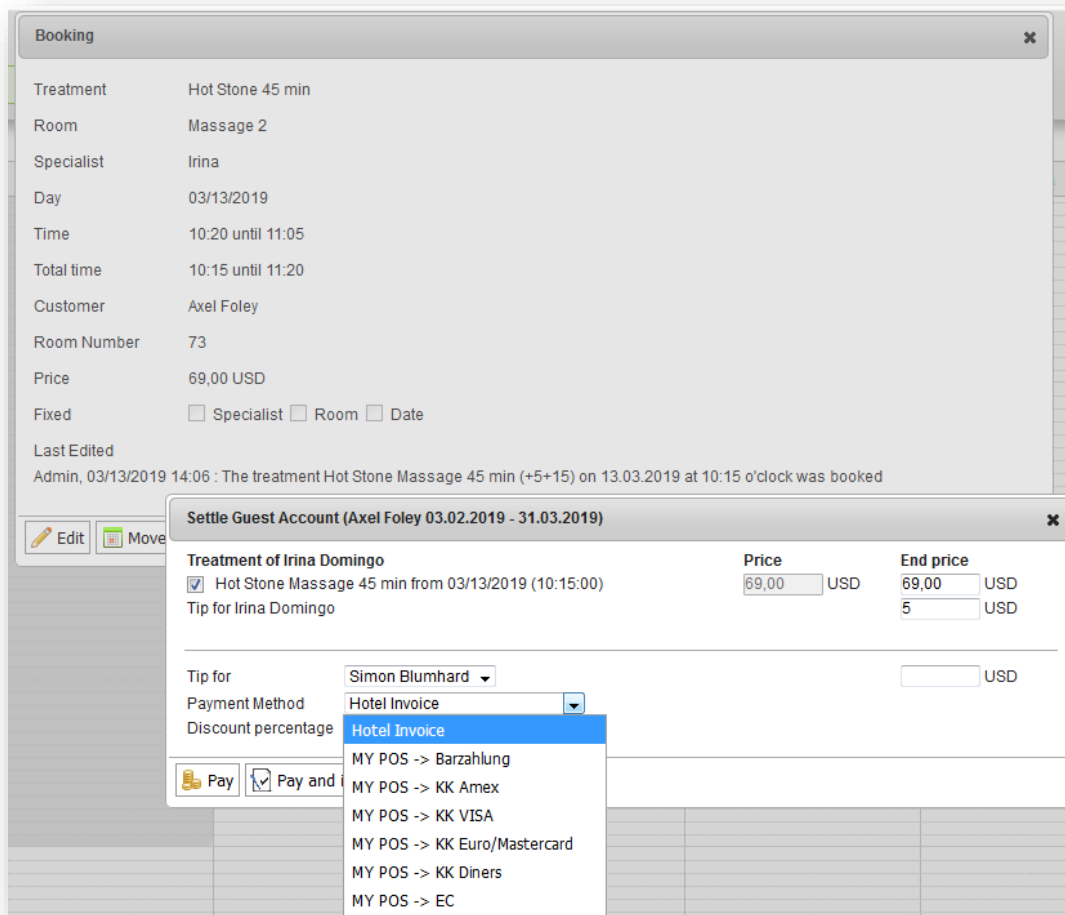 Booking
Treatment Hot Stone 45 min
Room Massage 2
Specialist Irina
Day 03/13/2019
Time 10:20 until 11:05
Total time 10:15 until 11:20
Customer Axel Foley
Room Number 73
Price 69,00 USD
Fixed Specialist Room Date
Last Edited
Admin, 03/13/2019 14:06 : The treatment Hot Stone Massage 45 min (+5+15) on 13.03.2019 at 10:15 o'clock was booked
Edit Move
Settle Guest Account (Axel Foley 03.02.2019 - 31.03.2019)
Treatment of Irina Domingo Price End price
Hot Stone Massage 45 min from 03/13/2019 (10:15:00) 69,00 USD 69,00 USD
Tip for Irina Domingo 5 USD
Tip for Simon Blumhard USD
Payment Method Hotel Invoice
Discount percentage
Hotel Invoice
MY POS -> Barzahlung
MY POS -> KK Amex
MY POS -> KK VISA
MY POS -> KK Euro/Mastercard
MY POS -> KK Diners
MY POS -> EC
Pay Pay and